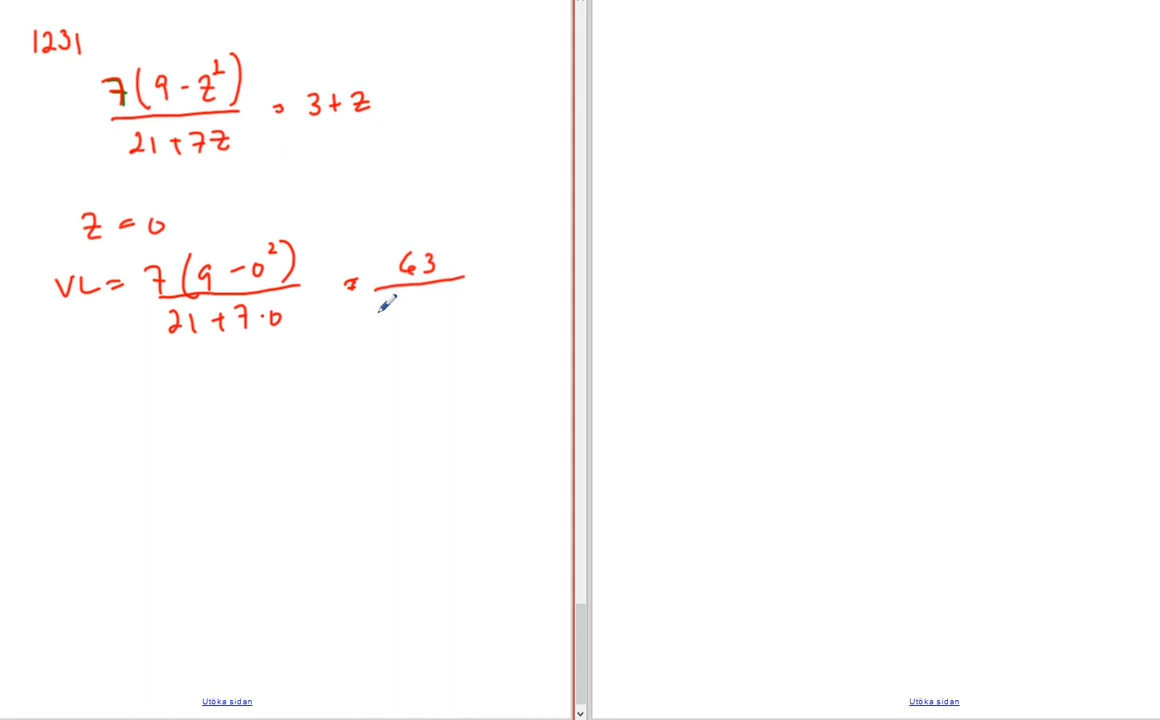 1231
7(9 - z²)
21 + 7z
= 3 + z
z = 0
VL = 7(9 - 0²)
21 + 7·0
= 63
Utöka sidan
Utöka sidan